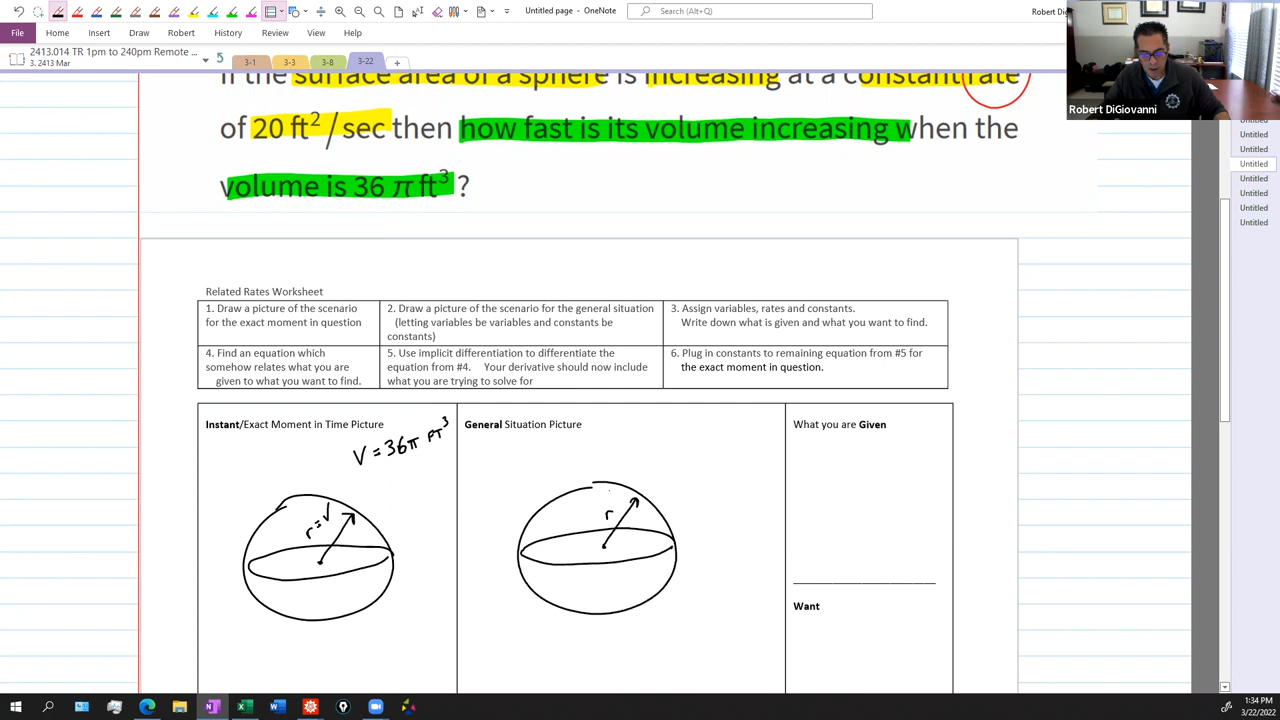 Untitled page - OneNote
Search (Alt+Q)
Robert Di
File Home Insert Draw Robert History Review View Help
2413.014 TR 1pm to 240pm Remote ...
3. 2413 Mar
3-1 3-3 3-8 3-22 +
Robert DiGiovanni
Untitled
Untitled
Untitled
Untitled
Untitled
Untitled
Untitled
Untitled
If the surface area of a sphere is increasing at a constant rate
of 20 ft² / sec then how fast is its volume increasing when the
volume is 36 π ft³ ?
Related Rates Worksheet
1. Draw a picture of the scenario
for the exact moment in question
2. Draw a picture of the scenario for the general situation
(letting variables be variables and constants be
constants)
3. Assign variables, rates and constants.
Write down what is given and what you want to find.
4. Find an equation which
somehow relates what you are
given to what you want to find.
5. Use implicit differentiation to differentiate the
equation from #4. Your derivative should now include
what you are trying to solve for
6. Plug in constants to remaining equation from #5 for
the exact moment in question.
Instant/Exact Moment in Time Picture
V = 36π FT³
r = √
General Situation Picture
r
What you are Given
Want
1:34 PM
3/22/2022